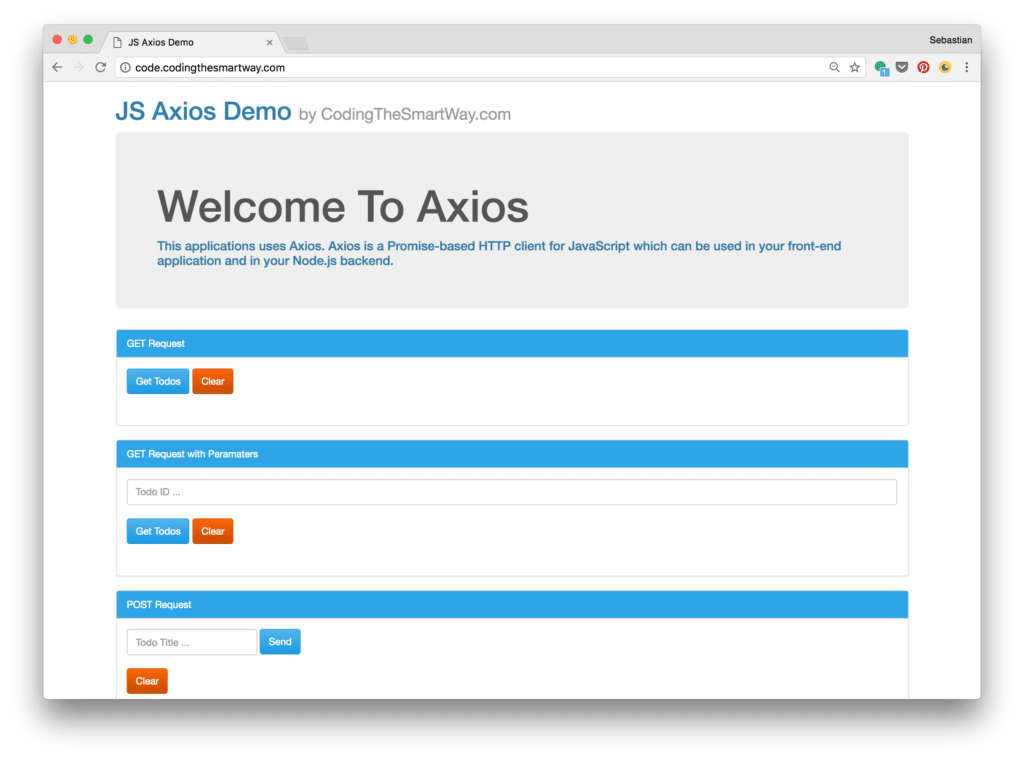 JS Axios Demo
Sebastian
code.codingthesmartway.com
1
JS Axios Demo by CodingTheSmartWay.com
Welcome To Axios
This applications uses Axios. Axios is a Promise-based HTTP client for JavaScript which can be used in your front-end
application and in your Node.js backend.
GET Request
Get Todos Clear
GET Request with Paramaters
Todo ID ...
Get Todos Clear
POST Request
Todo Title ... Send
Clear